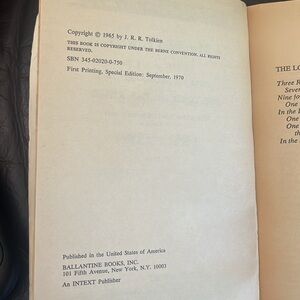 Copyright © 1965 by J. R. R. Tolkien
THIS BOOK IS COPYRIGHT UNDER THE BERNE CONVENTION. ALL RIGHTS
RESERVED.
SBN 345-02020-0-750
First Printing, Special Edition: September, 1970
Published in the United States of America
BALLANTINE BOOKS, INC.
101 Fifth Avenue, New York, N.Y. 10003
An INTEXT Publisher
THE LO
Three R
Seve
Nine fo
One
In the L
One
One
th
In the